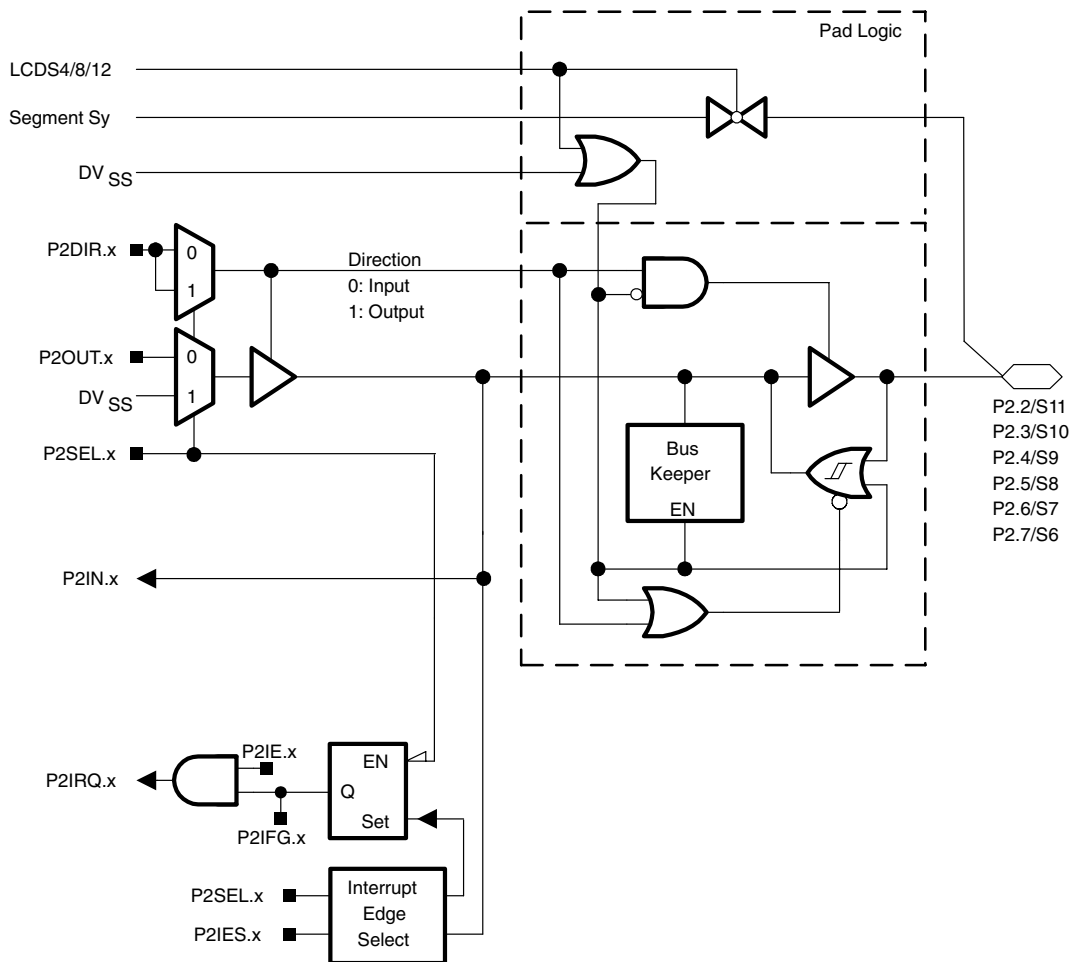 Pad Logic
LCDS4/8/12
Segment Sy
DVSS
P2DIR.x
0
1
Direction
0: Input
1: Output
P2OUT.x
0
DVSS
1
P2SEL.x
Bus
Keeper
EN
P2.2/S11
P2.3/S10
P2.4/S9
P2.5/S8
P2.6/S7
P2.7/S6
P2IN.x
P2IE.x
EN
P2IRQ.x
Q
Set
P2IFG.x
P2SEL.x
Interrupt
Edge
Select
P2IES.x